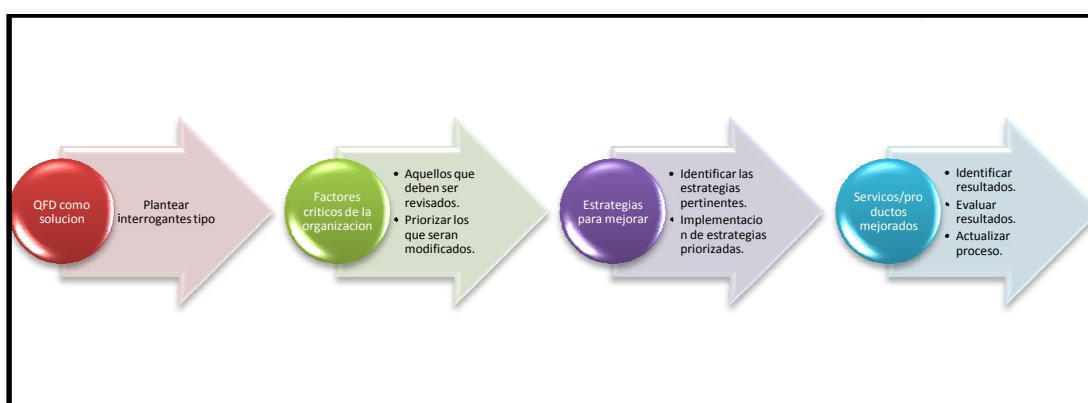 QFD como
solucion
Plantear
interrogantes tipo
Factores
criticos de la
organizacion
• Aquellos que
deben ser
revisados.
• Priorizar los
que seran
modificados.
Estrategias
para mejorar
• Identificar las
estrategias
pertinentes.
• Implementacio
n de estrategias
priorizadas.
Servicos/pro
ductos
mejorados
• Identificar
resultados.
• Evaluar
resultados.
• Actualizar
proceso.